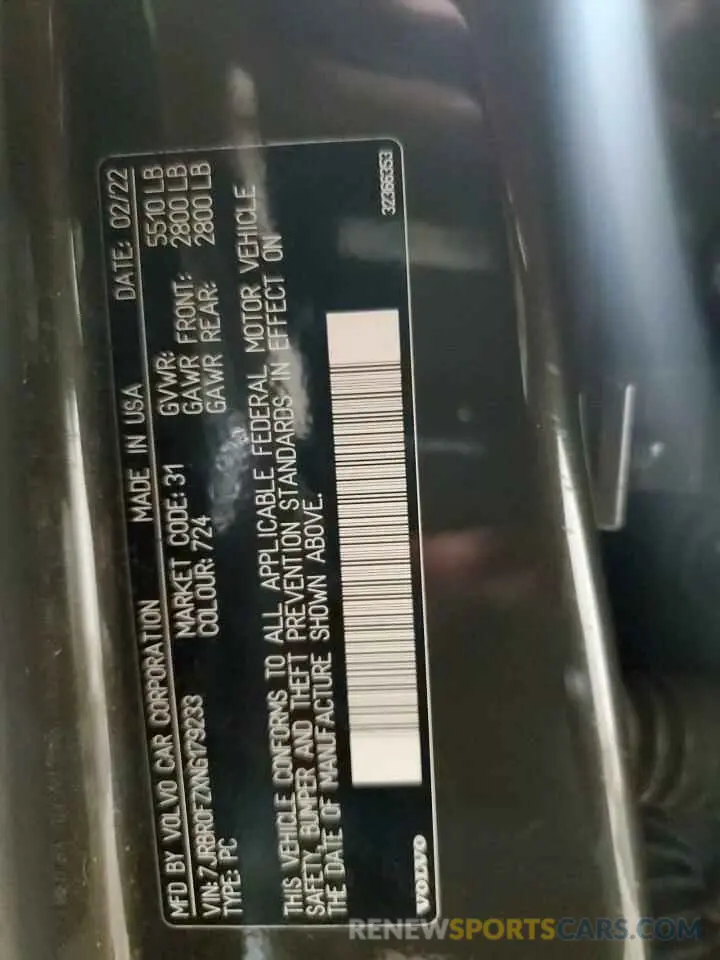 MFD BY VOLVO CAR CORPORATION MADE IN USA DATE: 02/22
VIN: 7JRBR0FZXNG179233 MARKET CODE: 31 GVWR: 5510 LB
TYPE: PC COLOUR: 724 GAWR FRONT: 2800 LB
GAWR REAR: 2800 LB
THIS VEHICLE CONFORMS TO ALL APPLICABLE FEDERAL MOTOR VEHICLE
SAFETY, BUMPER AND THEFT PREVENTION STANDARDS IN EFFECT ON
THE DATE OF MANUFACTURE SHOWN ABOVE.
VOLVO
32366353
RENEWSPORTSCARS.COM